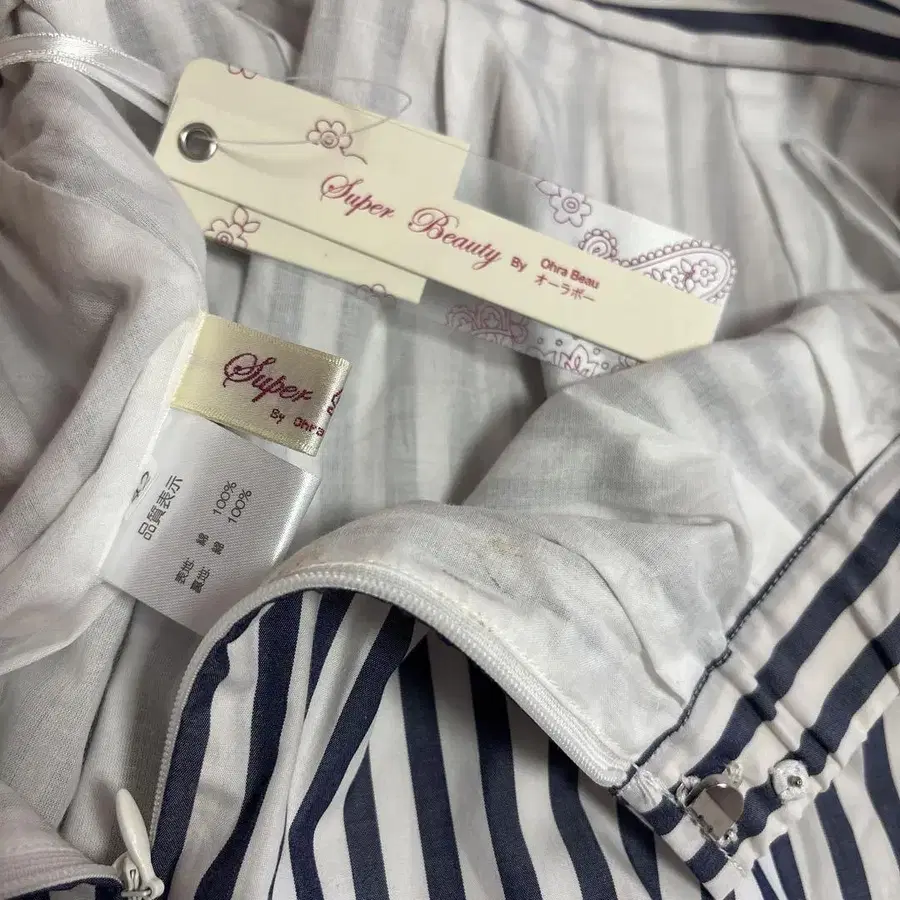 Super Beauty By Ohra Beau
オーラボー
Super
By Ohra
品質表示
表地 綿 100%
裏地 綿 100%